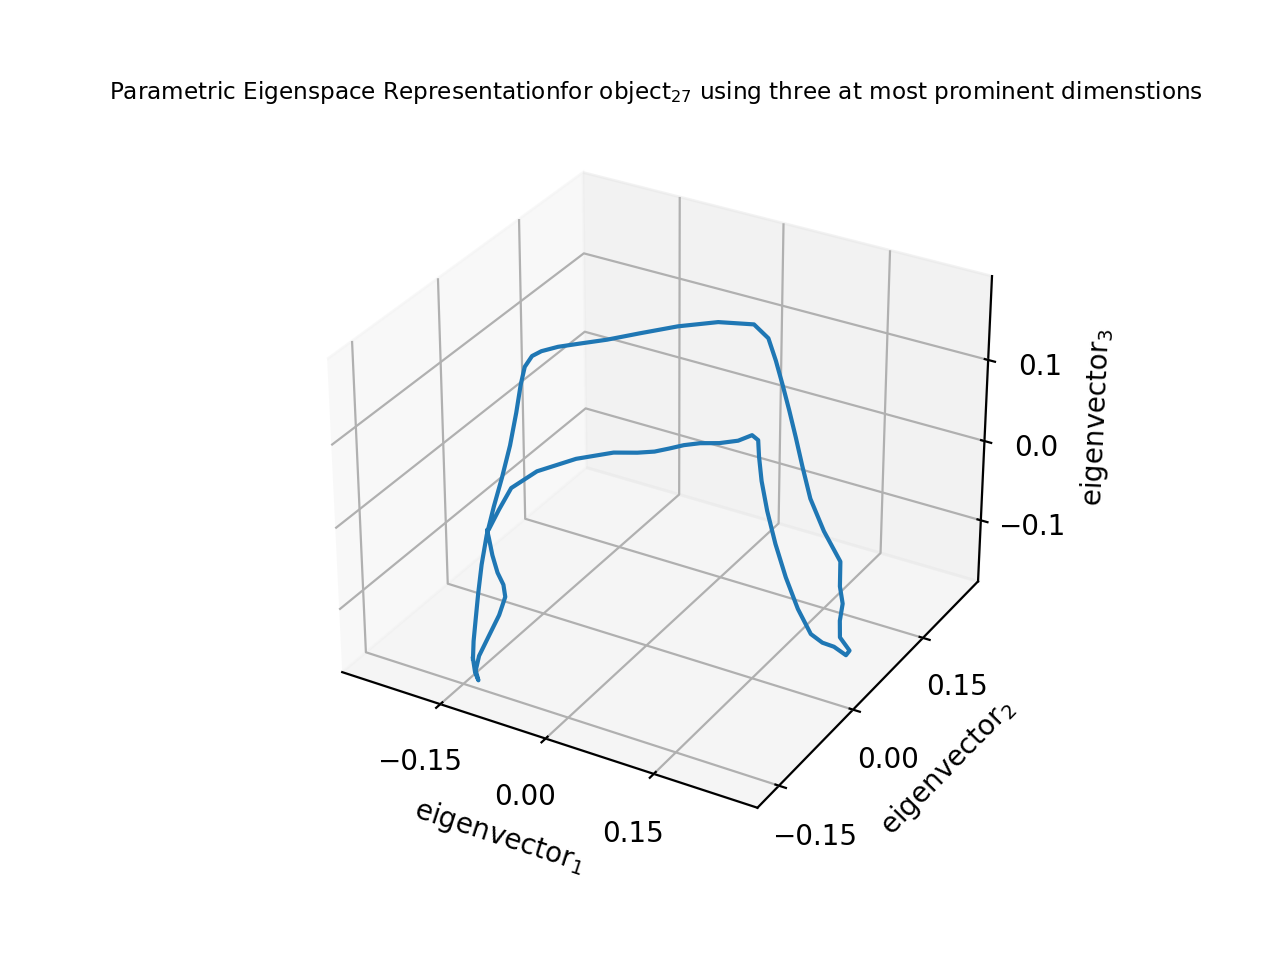 Parametric Eigenspace Representationfor object₂₇ using three at most prominent dimenstions
0.1
0.0
−0.1
eigenvector₃
−0.15
0.00
0.15
eigenvector₁
0.15
0.00
−0.15
eigenvector₂